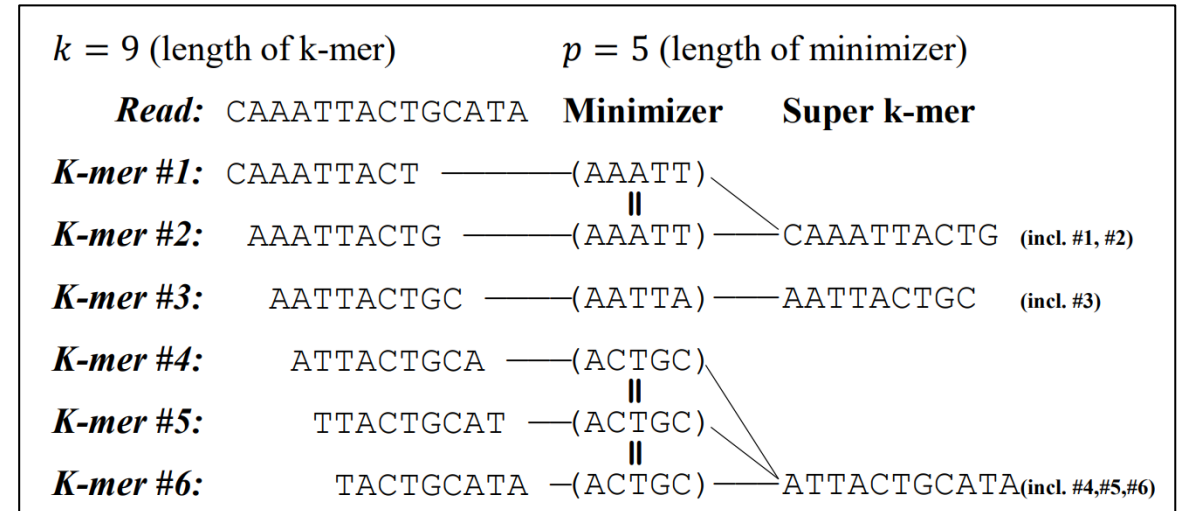 k = 9 (length of k-mer) p = 5 (length of minimizer)
Read: CAAATTACTGCATA Minimizer Super k-mer
K-mer #1: CAAATTACT (AAATT)
K-mer #2: AAATTACTG (AAATT) CAAATTACTG (incl. #1, #2)
K-mer #3: AATTACTGC (AATTA) AATTACTGC (incl. #3)
K-mer #4: ATTACTGCA (ACTGC)
K-mer #5: TTACTGCAT (ACTGC)
K-mer #6: TACTGCATA (ACTGC) ATTACTGCATA (incl. #4,#5,#6)